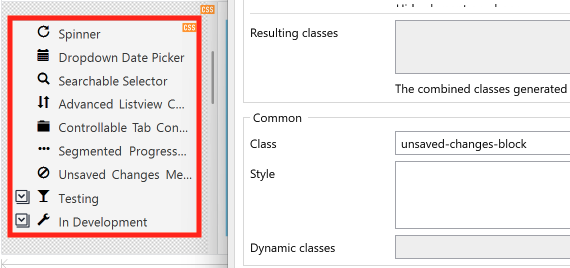 CSS
CSS
Spinner
Dropdown Date Picker
Searchable Selector
Advanced Listview C...
Controllable Tab Con...
Segmented Progress...
Unsaved Changes Me...
Testing
In Development
Resulting classes
The combined classes generated
Common
Class
unsaved-changes-block
Style
Dynamic classes